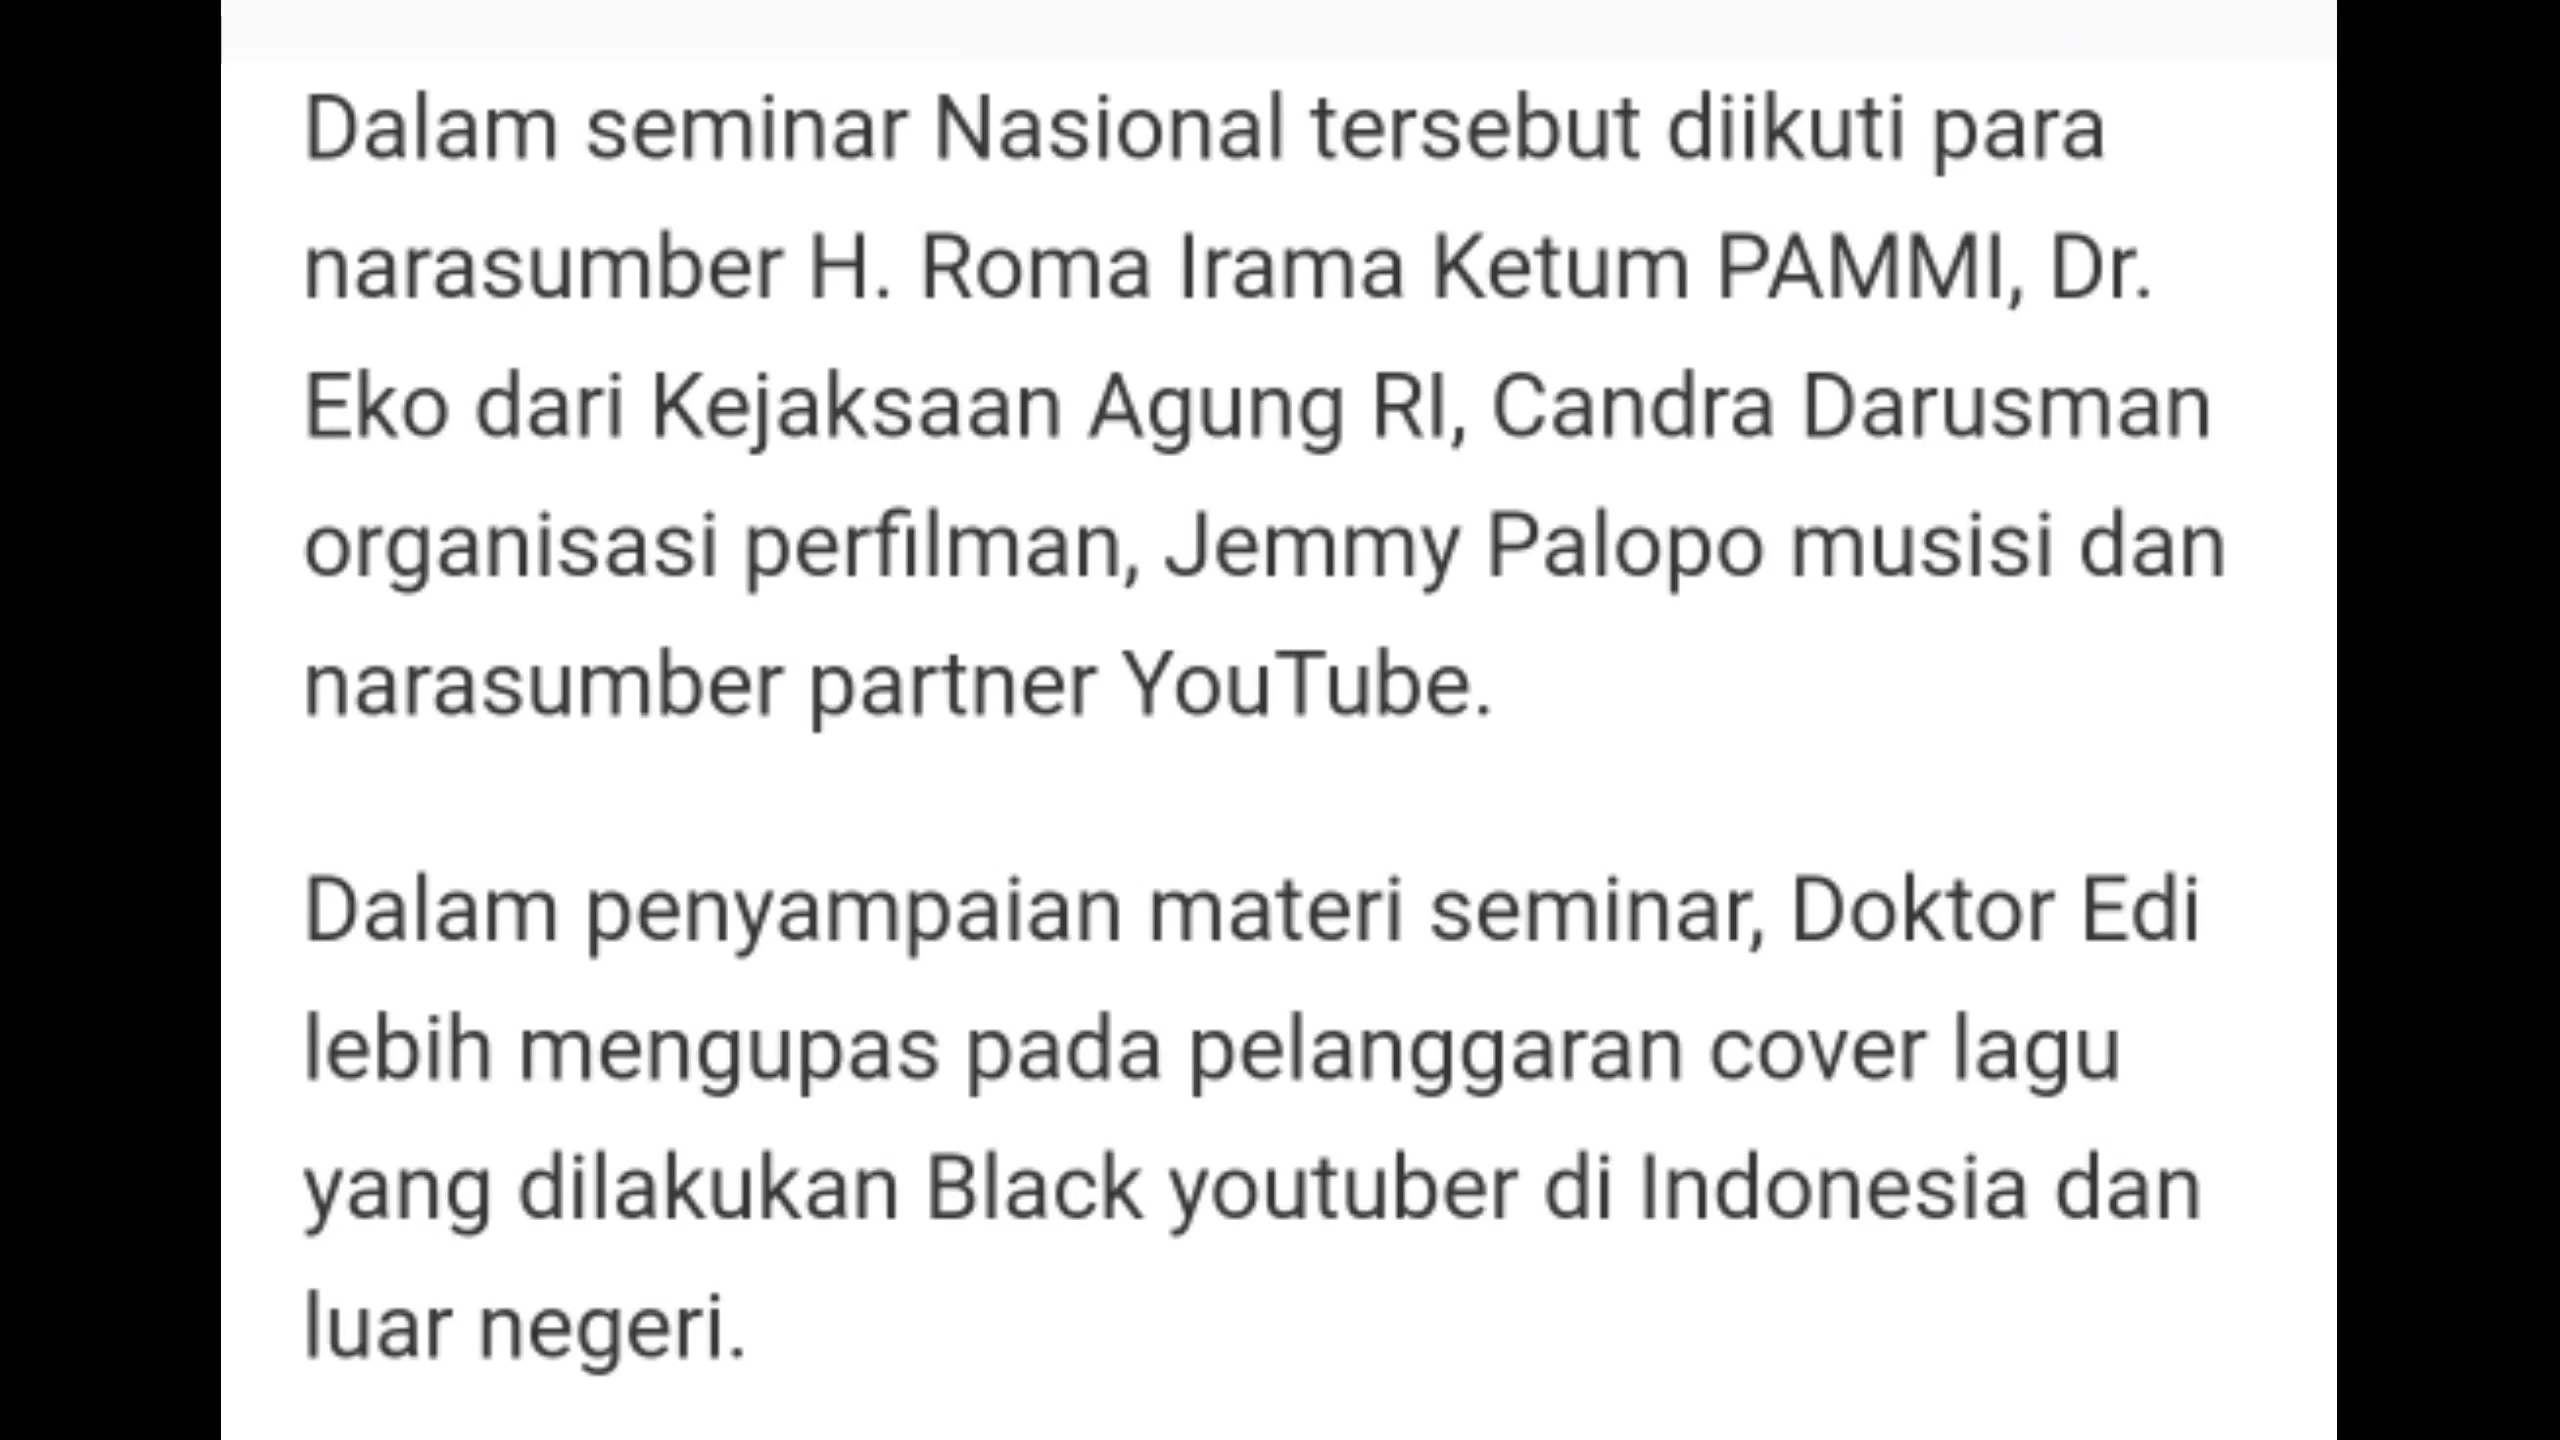 Dalam seminar Nasional tersebut diikuti para
narasumber H. Roma Irama Ketum PAMMI, Dr.
Eko dari Kejaksaan Agung RI, Candra Darusman
organisasi perfilman, Jemmy Palopo musisi dan
narasumber partner YouTube.
Dalam penyampaian materi seminar, Doktor Edi
lebih mengupas pada pelanggaran cover lagu
yang dilakukan Black youtuber di Indonesia dan
luar negeri.